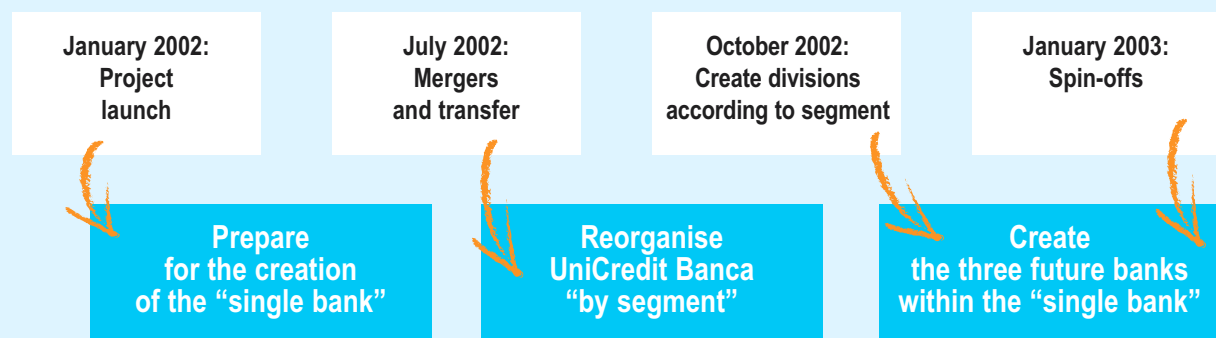 January 2002:
Project
launch
July 2002:
Mergers
and transfer
October 2002:
Create divisions
according to segment
January 2003:
Spin-offs
Prepare
for the creation
of the “single bank”
Reorganise
UniCredit Banca
“by segment”
Create
the three future banks
within the “single bank”